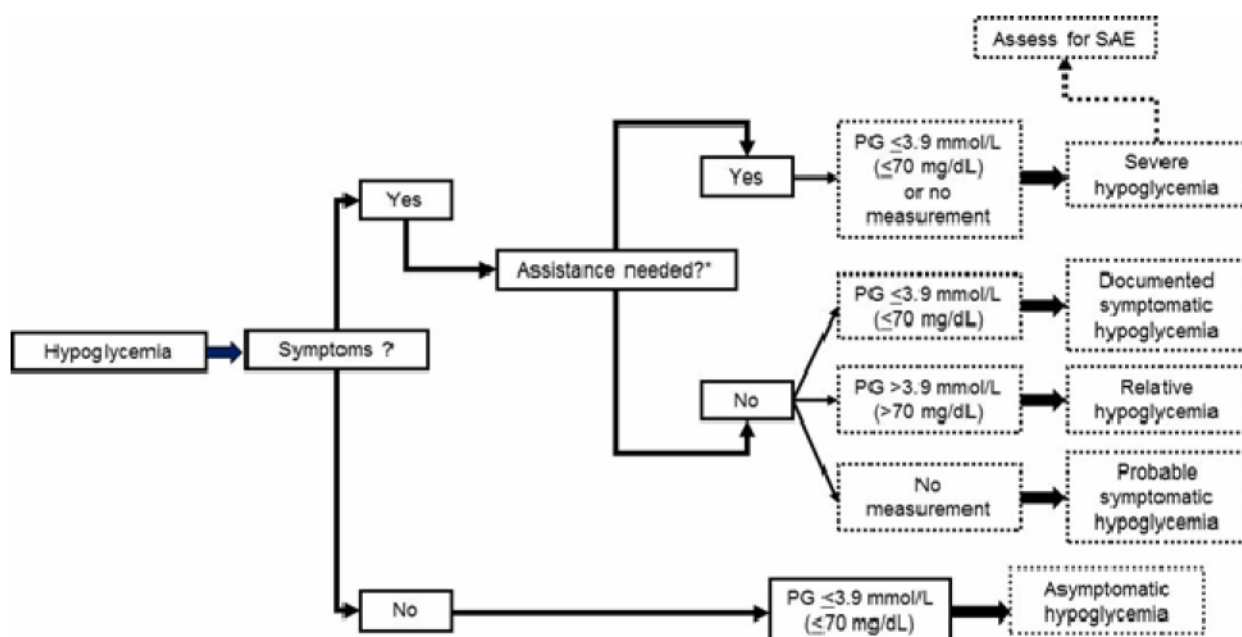 Assess for SAE
PG ≤3.9 mmol/L
(≤70 mg/dL)
or no
measurement
Severe
hypoglycemia
Yes
Yes
Assistance needed?*
PG ≤3.9 mmol/L
(≤70 mg/dL)
Documented
symptomatic
hypoglycemia
Hypoglycemia
Symptoms ?
No
PG >3.9 mmol/L
(>70 mg/dL)
Relative
hypoglycemia
No
measurement
Probable
symptomatic
hypoglycemia
No
PG ≤3.9 mmol/L
(≤70 mg/dL)
Asymptomatic
hypoglycemia